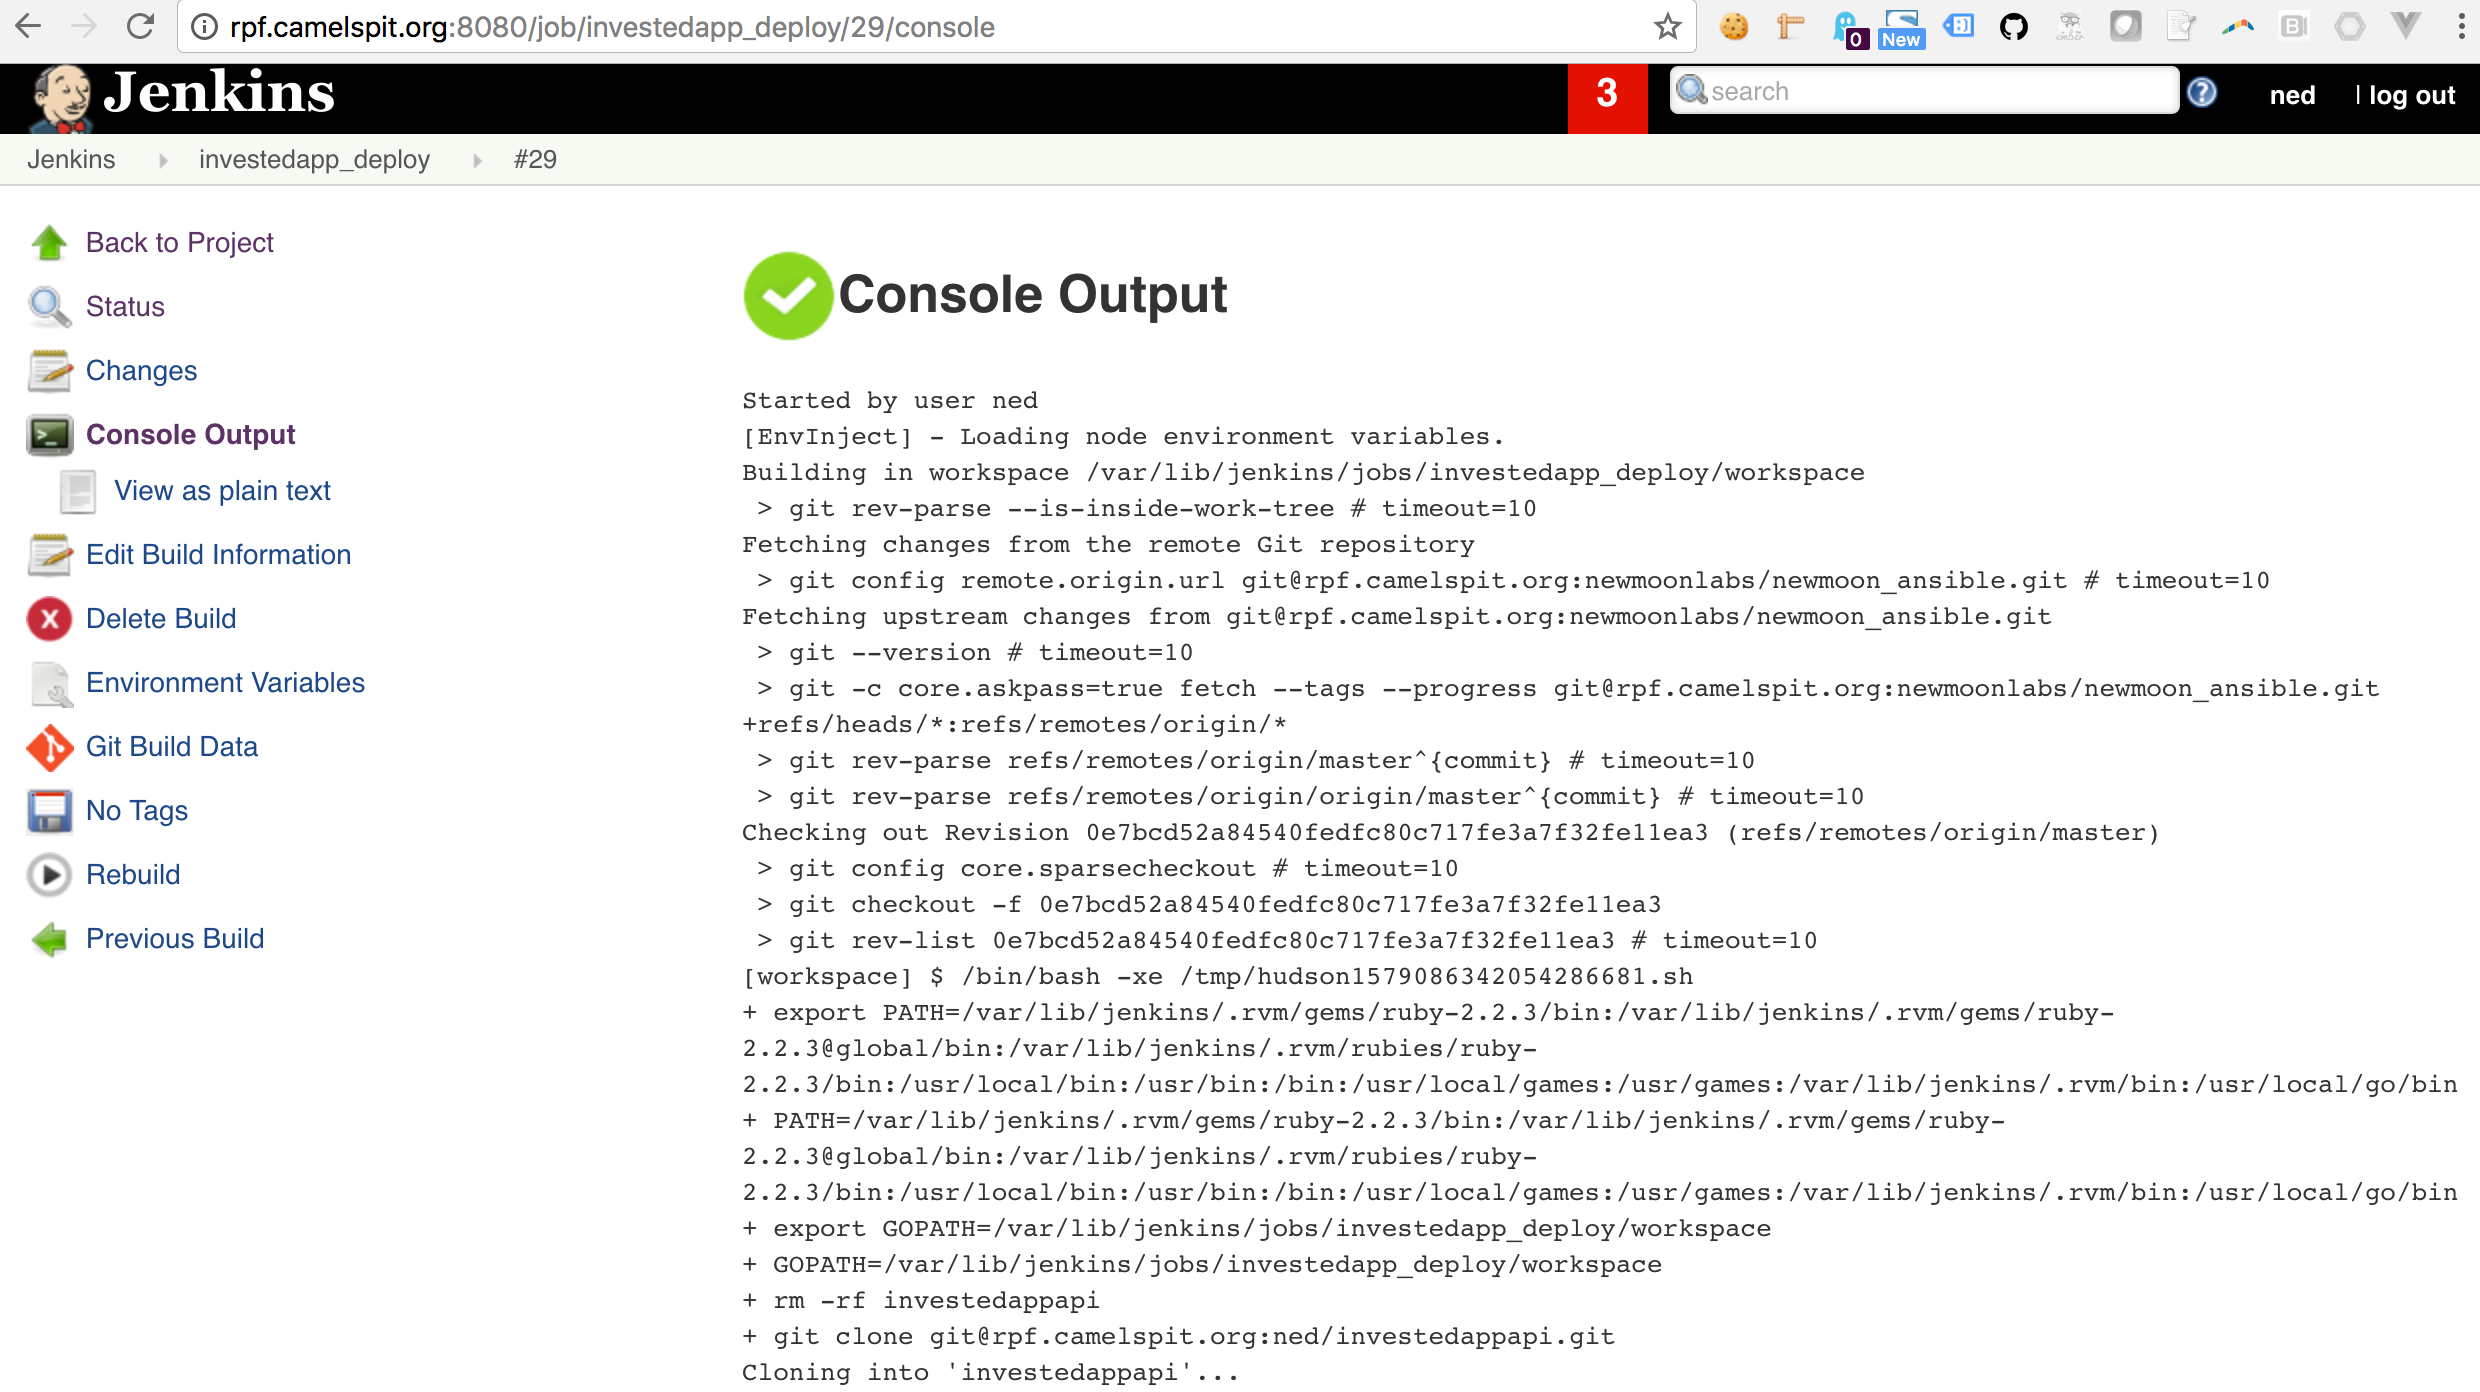 rpf.camelspit.org:8080/job/investedapp_deploy/29/console
0
New
Jenkins
3
search
ned
| log out
Jenkins
investedapp_deploy
#29
Back to Project
Status
Changes
Console Output
View as plain text
Edit Build Information
Delete Build
Environment Variables
Git Build Data
No Tags
Rebuild
Previous Build
Console Output
Started by user ned
[EnvInject] - Loading node environment variables.
Building in workspace /var/lib/jenkins/jobs/investedapp_deploy/workspace
> git rev-parse --is-inside-work-tree # timeout=10
Fetching changes from the remote Git repository
> git config remote.origin.url git@rpf.camelspit.org:newmoonlabs/newmoon_ansible.git # timeout=10
Fetching upstream changes from git@rpf.camelspit.org:newmoonlabs/newmoon_ansible.git
> git --version # timeout=10
> git -c core.askpass=true fetch --tags --progress git@rpf.camelspit.org:newmoonlabs/newmoon_ansible.git
+refs/heads/*:refs/remotes/origin/*
> git rev-parse refs/remotes/origin/master^{commit} # timeout=10
> git rev-parse refs/remotes/origin/origin/master^{commit} # timeout=10
Checking out Revision 0e7bcd52a84540fedfc80c717fe3a7f32fe11ea3 (refs/remotes/origin/master)
> git config core.sparsecheckout # timeout=10
> git checkout -f 0e7bcd52a84540fedfc80c717fe3a7f32fe11ea3
> git rev-list 0e7bcd52a84540fedfc80c717fe3a7f32fe11ea3 # timeout=10
[workspace] $ /bin/bash -xe /tmp/hudson1579086342054286681.sh
+ export PATH=/var/lib/jenkins/.rvm/gems/ruby-2.2.3/bin:/var/lib/jenkins/.rvm/gems/ruby-
2.2.3@global/bin:/var/lib/jenkins/.rvm/rubies/ruby-
2.2.3/bin:/usr/local/bin:/usr/bin:/bin:/usr/local/games:/usr/games:/var/lib/jenkins/.rvm/bin:/usr/local/go/bin
+ PATH=/var/lib/jenkins/.rvm/gems/ruby-2.2.3/bin:/var/lib/jenkins/.rvm/gems/ruby-
2.2.3@global/bin:/var/lib/jenkins/.rvm/rubies/ruby-
2.2.3/bin:/usr/local/bin:/usr/bin:/bin:/usr/local/games:/usr/games:/var/lib/jenkins/.rvm/bin:/usr/local/go/bin
+ export GOPATH=/var/lib/jenkins/jobs/investedapp_deploy/workspace
+ GOPATH=/var/lib/jenkins/jobs/investedapp_deploy/workspace
+ rm -rf investedappapi
+ git clone git@rpf.camelspit.org:ned/investedappapi.git
Cloning into 'investedappapi'...